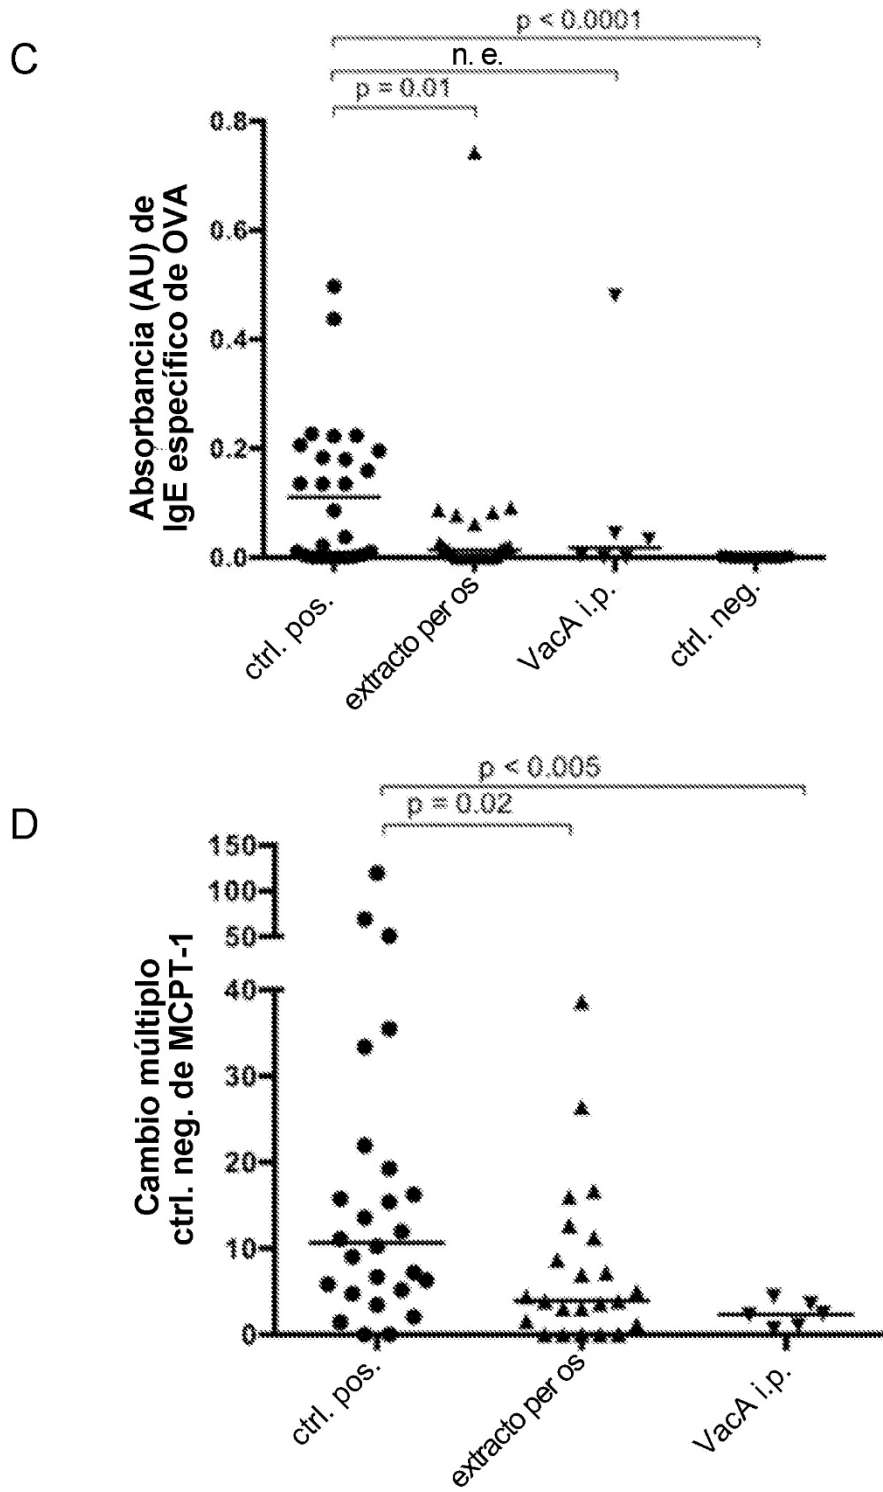 C
p < 0.0001
n. e.
p = 0.01
Absorbancia (AU) de
IgE específico de OVA
0.8
0.6
0.4
0.2
0.0
ctrl. pos.
extracto per os
VacA i.p.
ctrl. neg.
D
p < 0.005
p = 0.02
Cambio múltiplo
ctrl. neg. de MCPT-1
150
100
50
40
30
20
10
0
ctrl. pos.
extracto per os
VacA i.p.